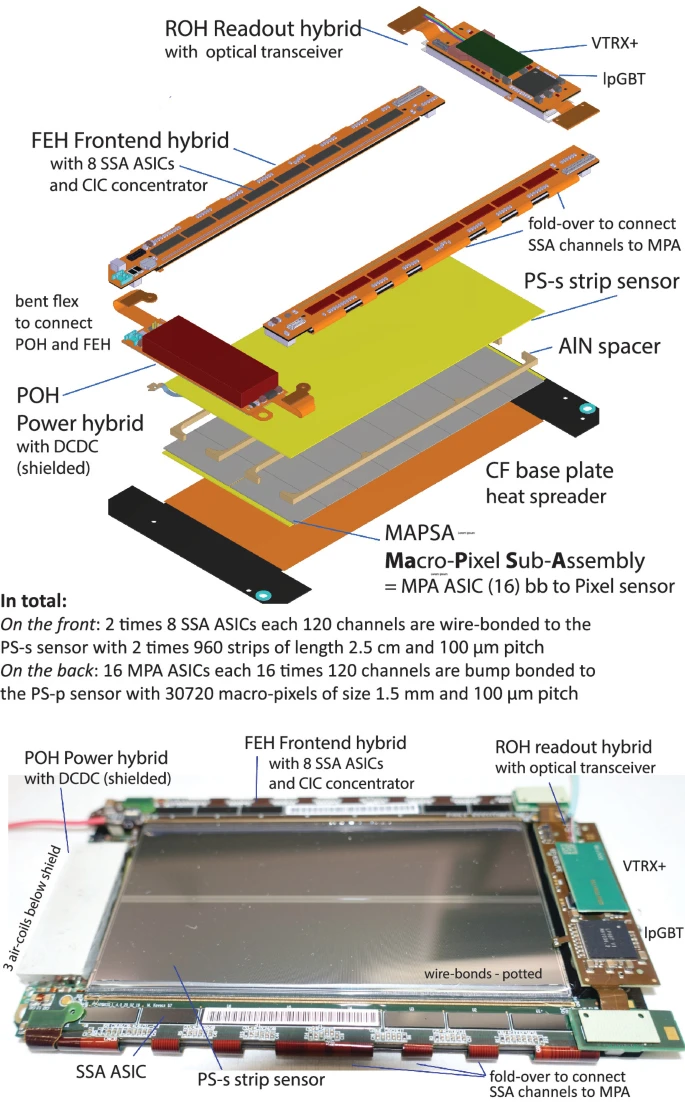 ROH Readout hybrid
with optical transceiver
VTRX+
lpGBT
FEH Frontend hybrid
with 8 SSA ASICs
and CIC concentrator
fold-over to connect
SSA channels to MPA
PS-s strip sensor
bent flex
to connect
POH and FEH
AlN spacer
POH
Power hybrid
with DCDC
(shielded)
CF base plate
heat spreader
MAPSA
Macro-Pixel Sub-Assembly
= MPA ASIC (16) bb to Pixel sensor
In total:
On the front: 2 times 8 SSA ASICs each 120 channels are wire-bonded to the
PS-s sensor with 2 times 960 strips of length 2.5 cm and 100 µm pitch
On the back: 16 MPA ASICs each 16 times 120 channels are bump bonded to
the PS-p sensor with 30720 macro-pixels of size 1.5 mm and 100 µm pitch
POH Power hybrid
with DCDC (shielded)
FEH Frontend hybrid
with 8 SSA ASICs
and CIC concentrator
ROH readout hybrid
with optical transceiver
3 air-coils below shield
VTRX+
lpGBT
wire-bonds - potted
SSA ASIC
PS-s strip sensor
fold-over to connect
SSA channels to MPA